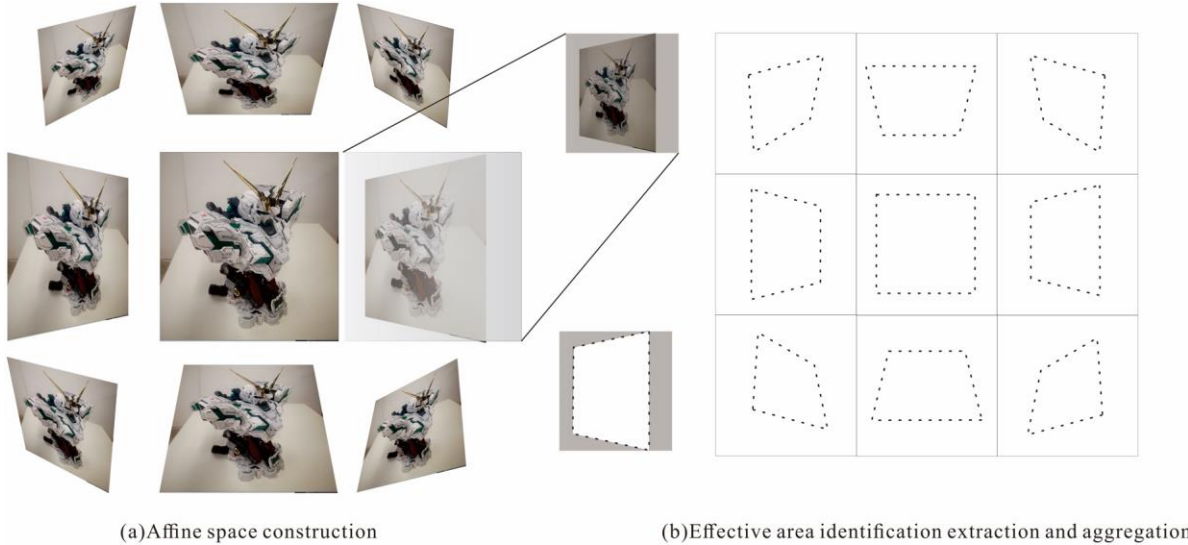 (a)Affine space construction
(b)Effective area identification extraction and aggregation